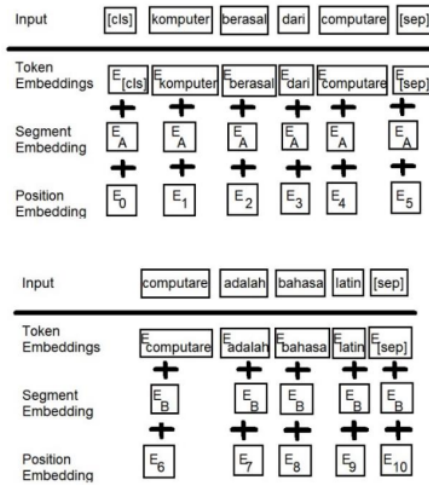 Input [cls] komputer berasal dari computare [sep]
Token Embeddings E[cls] Ekomputer Eberasal Edari Ecomputare E[sep]
+ + + + + +
Segment Embedding EA EA EA EA EA EA
+ + + + + +
Position Embedding E0 E1 E2 E3 E4 E5
Input computare adalah bahasa latin [sep]
Token Embeddings Ecomputare Eadalah Ebahasa Elatin E[sep]
+ + + + +
Segment Embedding EB EB EB EB EB
+ + + + +
Position Embedding E6 E7 E8 E9 E10